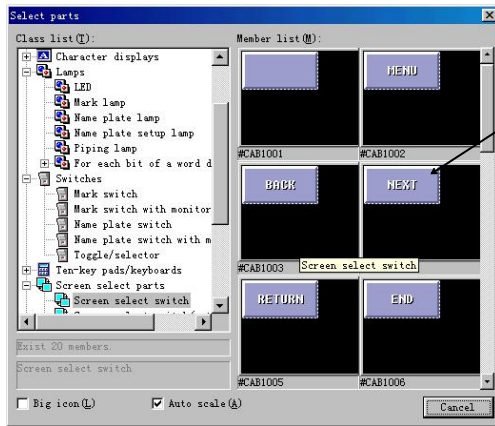 Select parts
Class list(T):
Member list(M):
Character displays
Lamps
LED
Mark lamp
Name plate lamp
Name plate setup lamp
Piping lamp
For each bit of a word d
Switches
Mark switch
Mark switch with monitor
Name plate switch
Name plate switch with m
Toggle/selector
Ten-key pads/keyboards
Screen select parts
Screen select switch
Exist 20 members.
Screen select switch
Big icon(L)
Auto scale(A)
MENU
#CAB1001
#CAB1002
BACK
NEXT
#CAB1003
Screen select switch
RETURN
END
#CAB1005
#CAB1006
Cancel